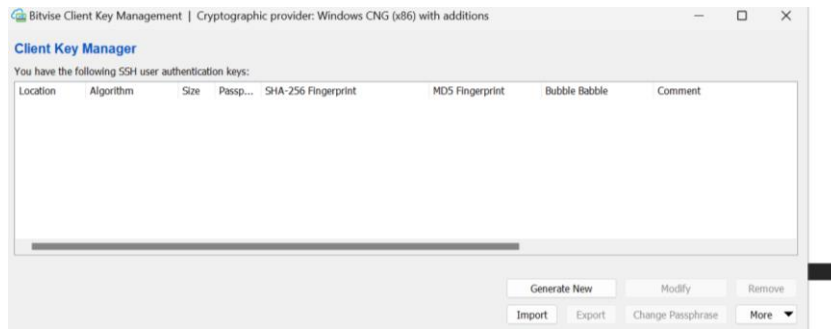 Bitvise Client Key Management | Cryptographic provider: Windows CNG (x86) with additions
Client Key Manager
You have the following SSH user authentication keys:
Location Algorithm Size Passp... SHA-256 Fingerprint MD5 Fingerprint Bubble Babble Comment
Generate New Modify Remove
Import Export Change Passphrase More